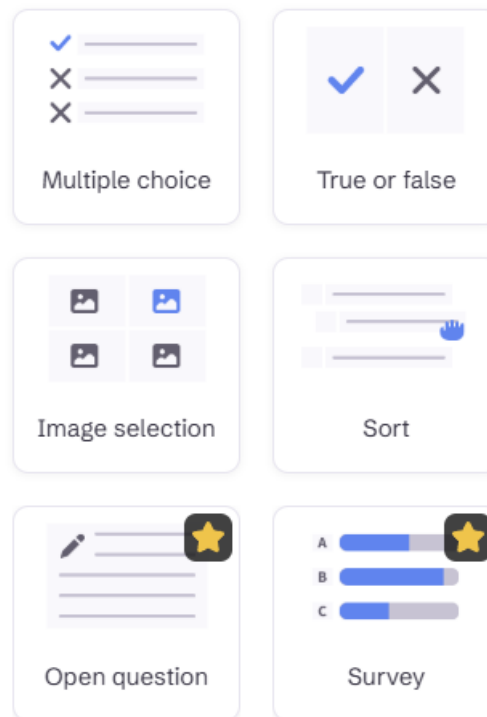 Multiple choice
True or false
Image selection
Sort
A
B
C
Open question
Survey